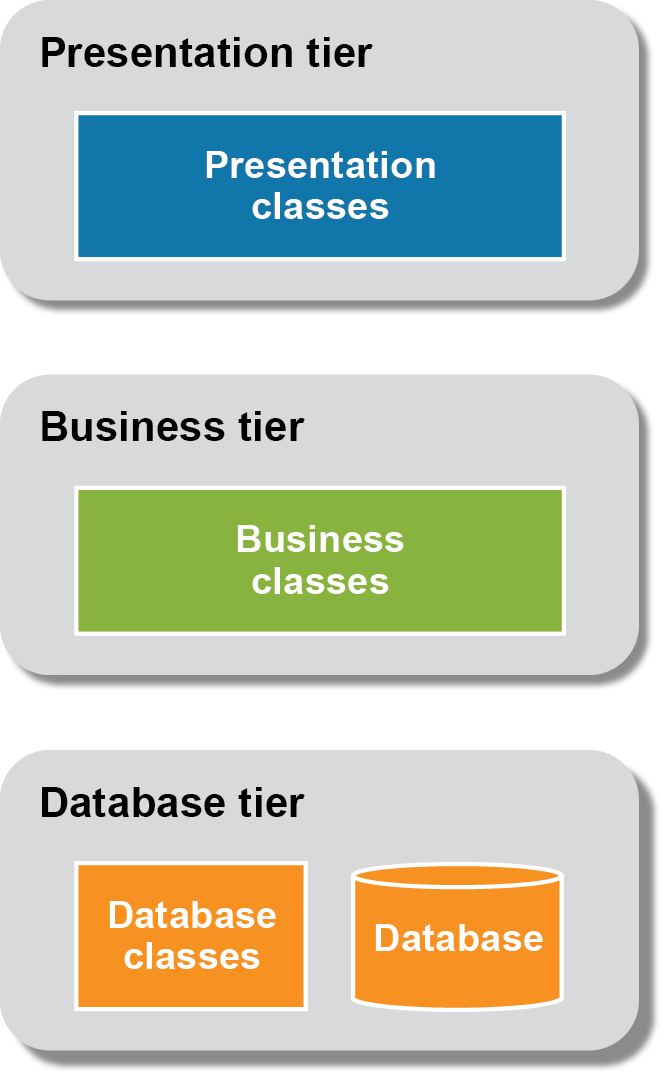 Presentation tier
Presentation
classes
Business tier
Business
classes
Database tier
Database
classes
Database